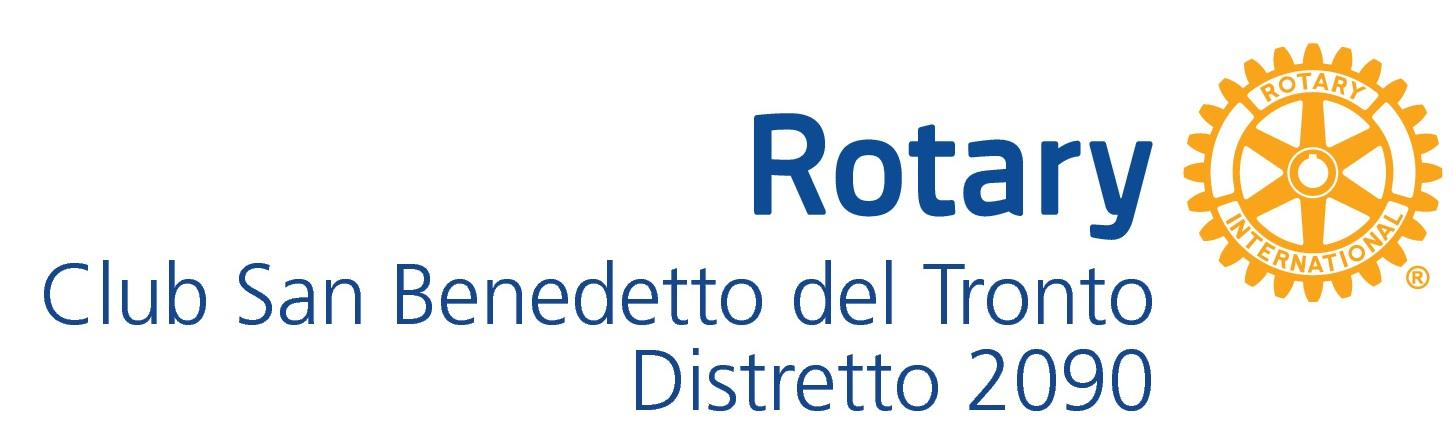 Rotary
Club San Benedetto del Tronto
Distretto 2090
ROTARY
INTERNATIONAL
®